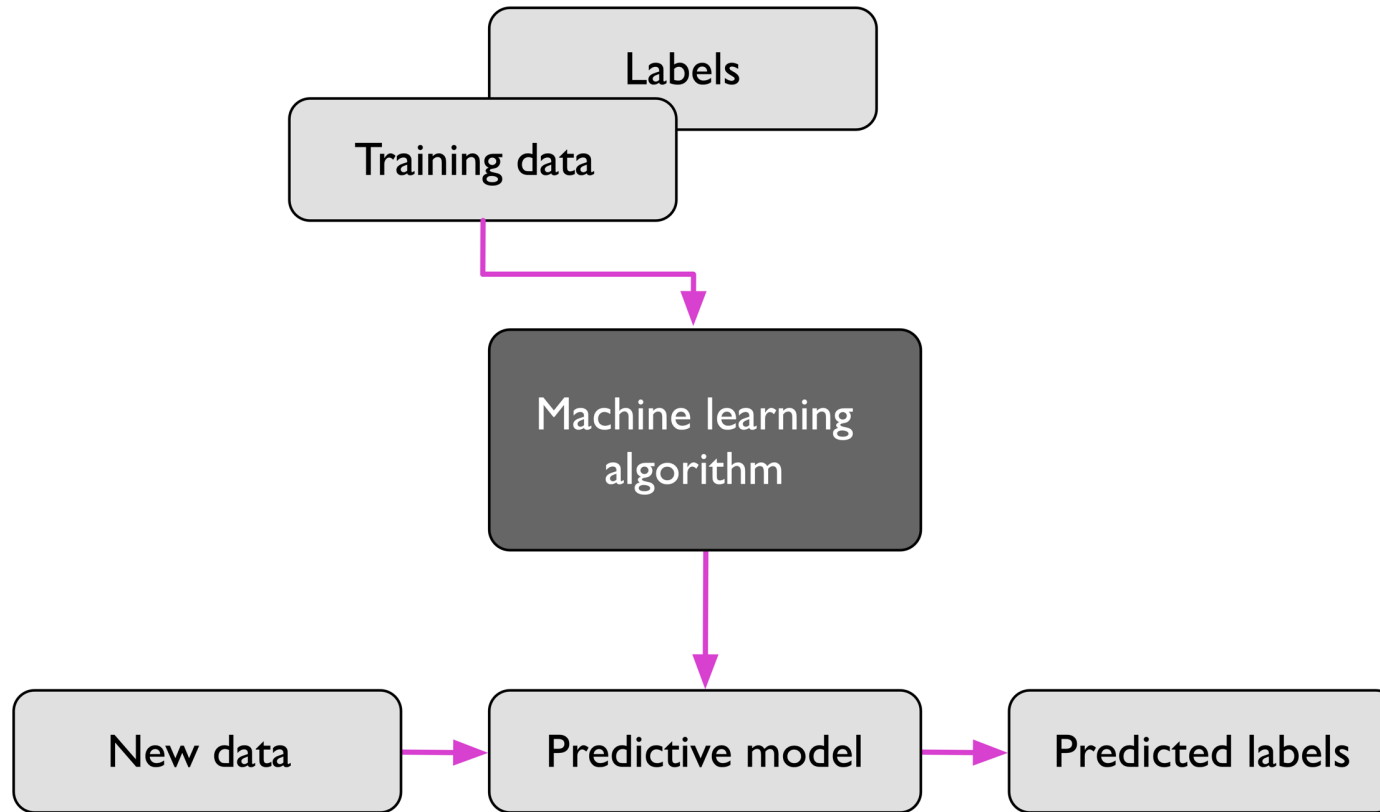 Labels
Training data
Machine learning
algorithm
New data
Predictive model
Predicted labels